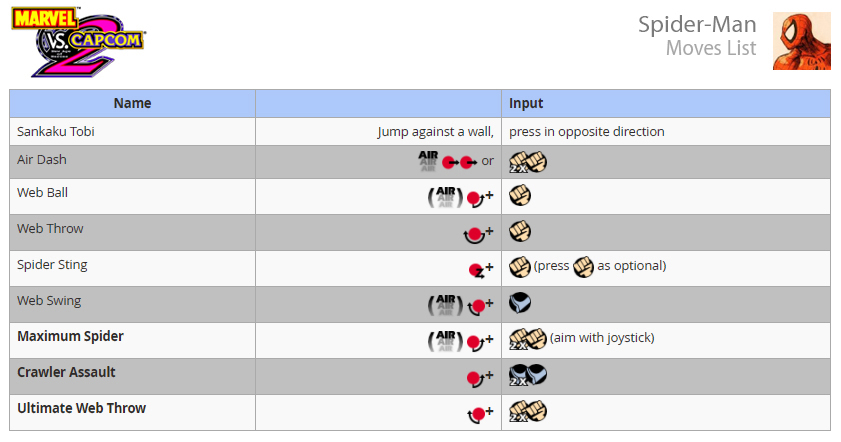 MARVEL
VS. CAPCOM
2
Spider-Man
Moves List
Name Input
Sankaku Tobi Jump against a wall, press in opposite direction
Air Dash AIR or 2X
Web Ball (AIR) +
Web Throw +
Spider Sting + (press as optional)
Web Swing (AIR) +
Maximum Spider (AIR) + 2X (aim with joystick)
Crawler Assault + 2X
Ultimate Web Throw + 2X